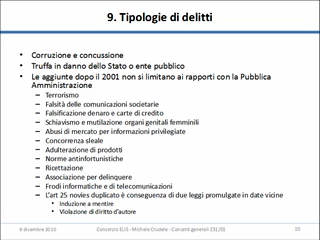 9. Tipologie di delitti
• Corruzione e concussione
• Truffa in danno dello Stato o ente pubblico
• Le aggiunte dopo il 2001 non si limitano ai rapporti con la Pubblica
Amministrazione
– Terrorismo
– Falsità delle comunicazioni societarie
– Falsificazione denaro e carte di credito
– Schiavismo e mutilazione organi genitali femminili
– Abusi di mercato per informazioni privilegiate
– Concorrenza sleale
– Adulterazione di prodotti
– Norme antinfortunistiche
– Ricettazione
– Associazione per delinquere
– Frodi informatiche e di telecomunicazioni
– L'art 25 novies duplicato è conseguenza di due leggi promulgate in date vicine
• Induzione a mentire
• Violazione di diritto d'autore
9 dicembre 2010
Consorzio ELIS - Michele Crudele - Concetti generali 231/01
10